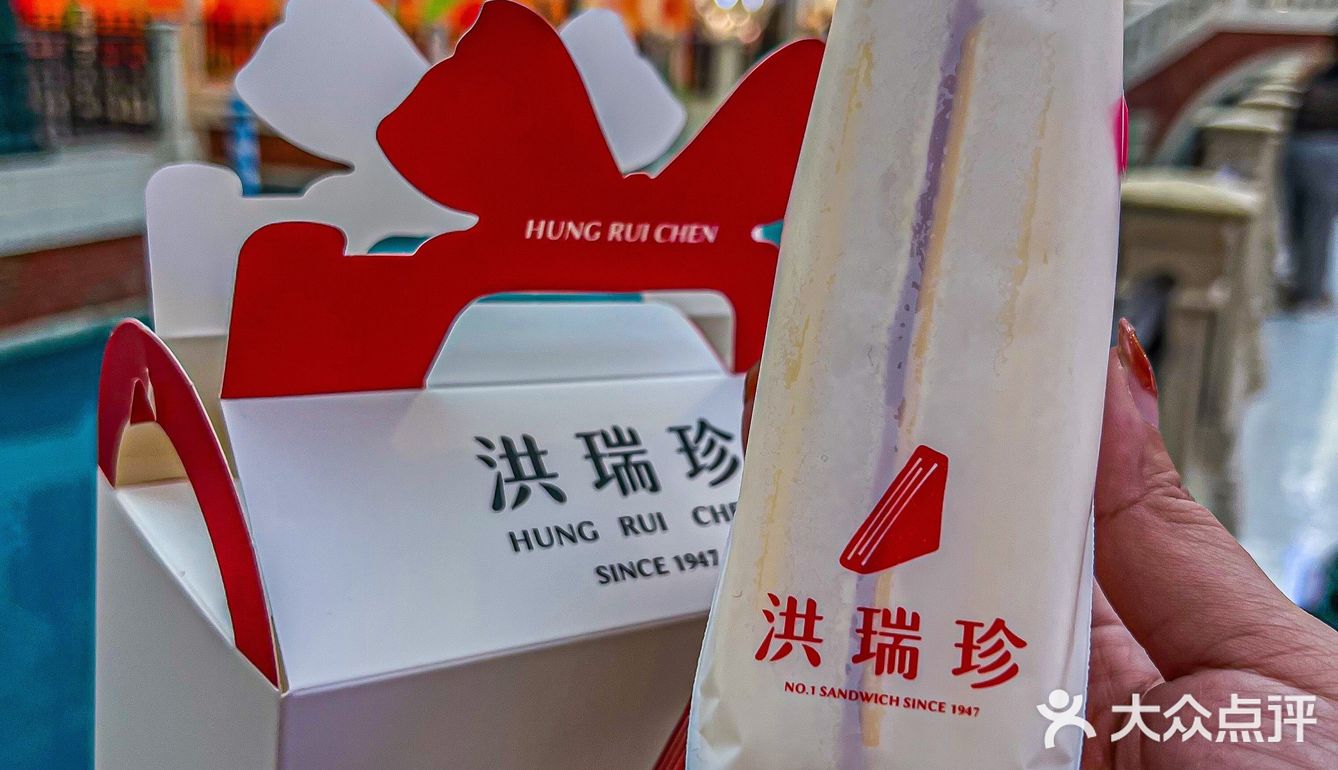 HUNG RUI CHEN
洪瑞珍
HUNG RUI
SINCE 1947
洪瑞珍
NO.1 SANDWICH SINCE 1947
大众点评